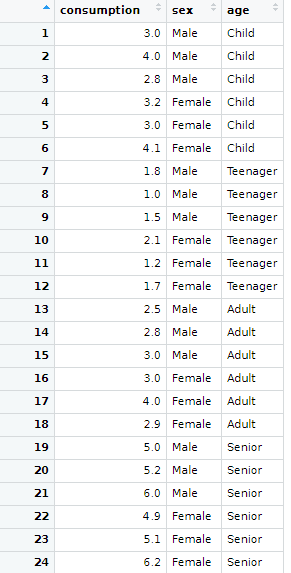 consumption sex age
1 3.0 Male Child
2 4.0 Male Child
3 2.8 Male Child
4 3.2 Female Child
5 3.0 Female Child
6 4.1 Female Child
7 1.8 Male Teenager
8 1.0 Male Teenager
9 1.5 Male Teenager
10 2.1 Female Teenager
11 1.2 Female Teenager
12 1.7 Female Teenager
13 2.5 Male Adult
14 2.8 Male Adult
15 3.0 Male Adult
16 3.0 Female Adult
17 4.0 Female Adult
18 2.9 Female Adult
19 5.0 Male Senior
20 5.2 Male Senior
21 6.0 Male Senior
22 4.9 Female Senior
23 5.1 Female Senior
24 6.2 Female Senior